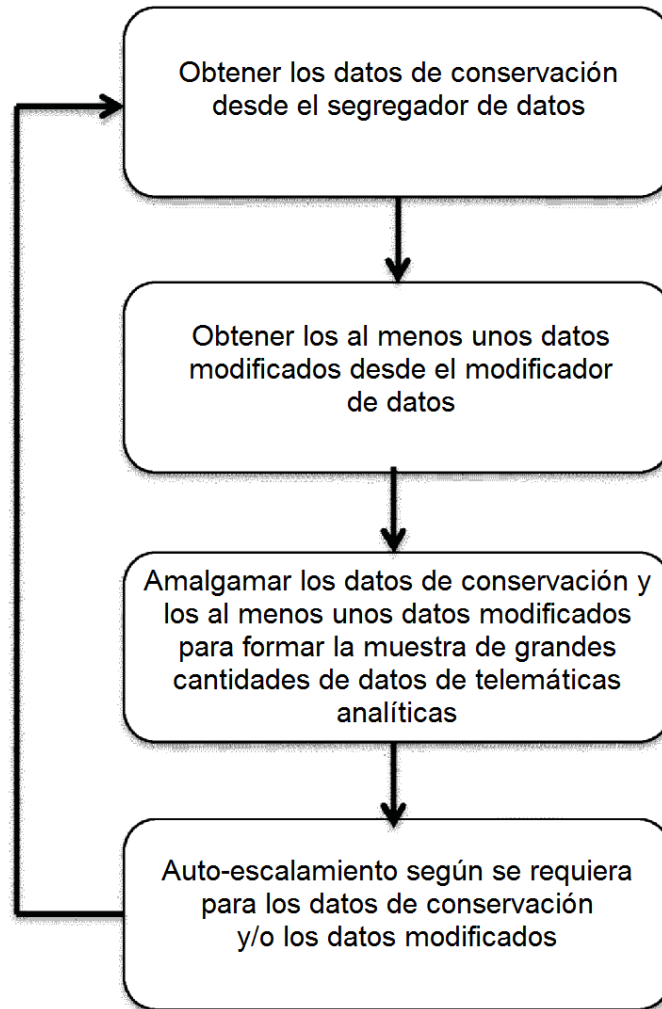 Obtener los datos de conservación
desde el segregador de datos
Obtener los al menos unos datos
modificados desde el modificador
de datos
Amalgamar los datos de conservación y
los al menos unos datos modificados
para formar la muestra de grandes
cantidades de datos de telemáticas
analíticas
Auto-escalamiento según se requiera
para los datos de conservación
y/o los datos modificados